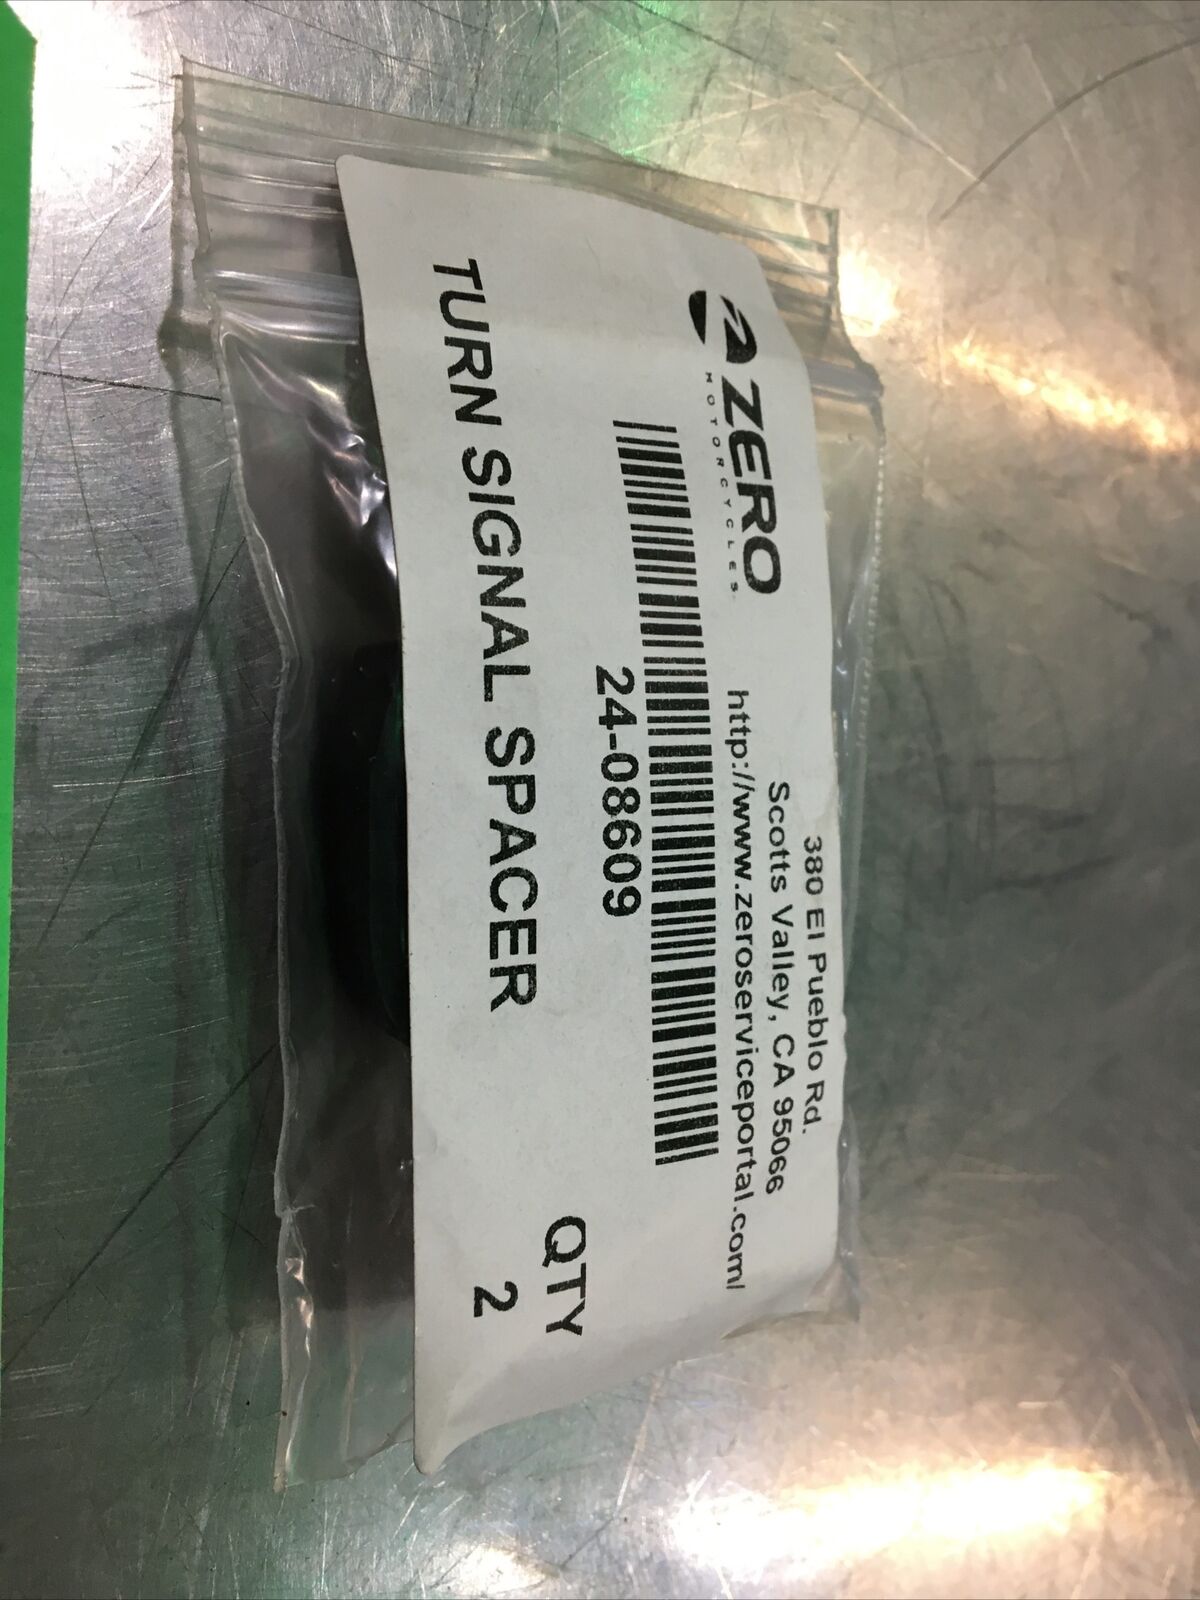 ZERO
MOTORCYCLES
380 El Pueblo Rd.
Scotts Valley, CA 95066
http://www.zeroserviceportal.com/
24-08609
TURN SIGNAL SPACER
QTY
2